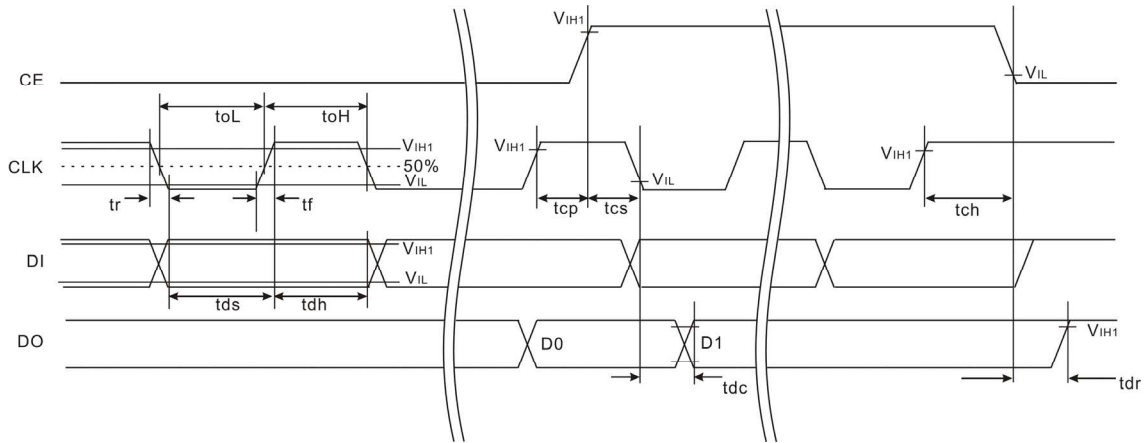 VIH1
CE
VIL
toL
toH
VIH1
CLK
50%
VIL
VIH1
VIL
VIH1
tr
tf
tcp
tcs
tch
DI
VIH1
VIL
tds
tdh
DO
D0
D1
VIH1
tdc
tdr